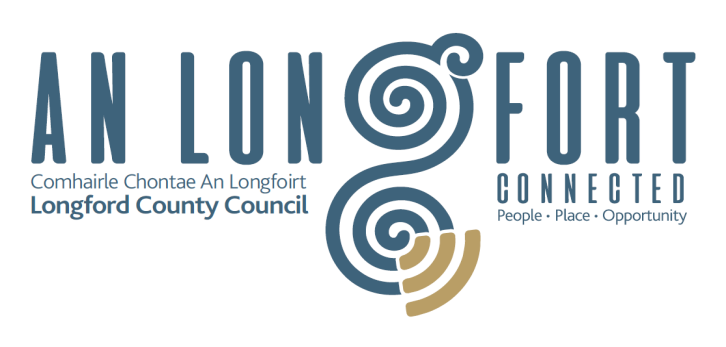 AN LONgFORT
Comhairle Chontae An Longfoirt
Longford County Council
CONNECTED
People · Place · Opportunity